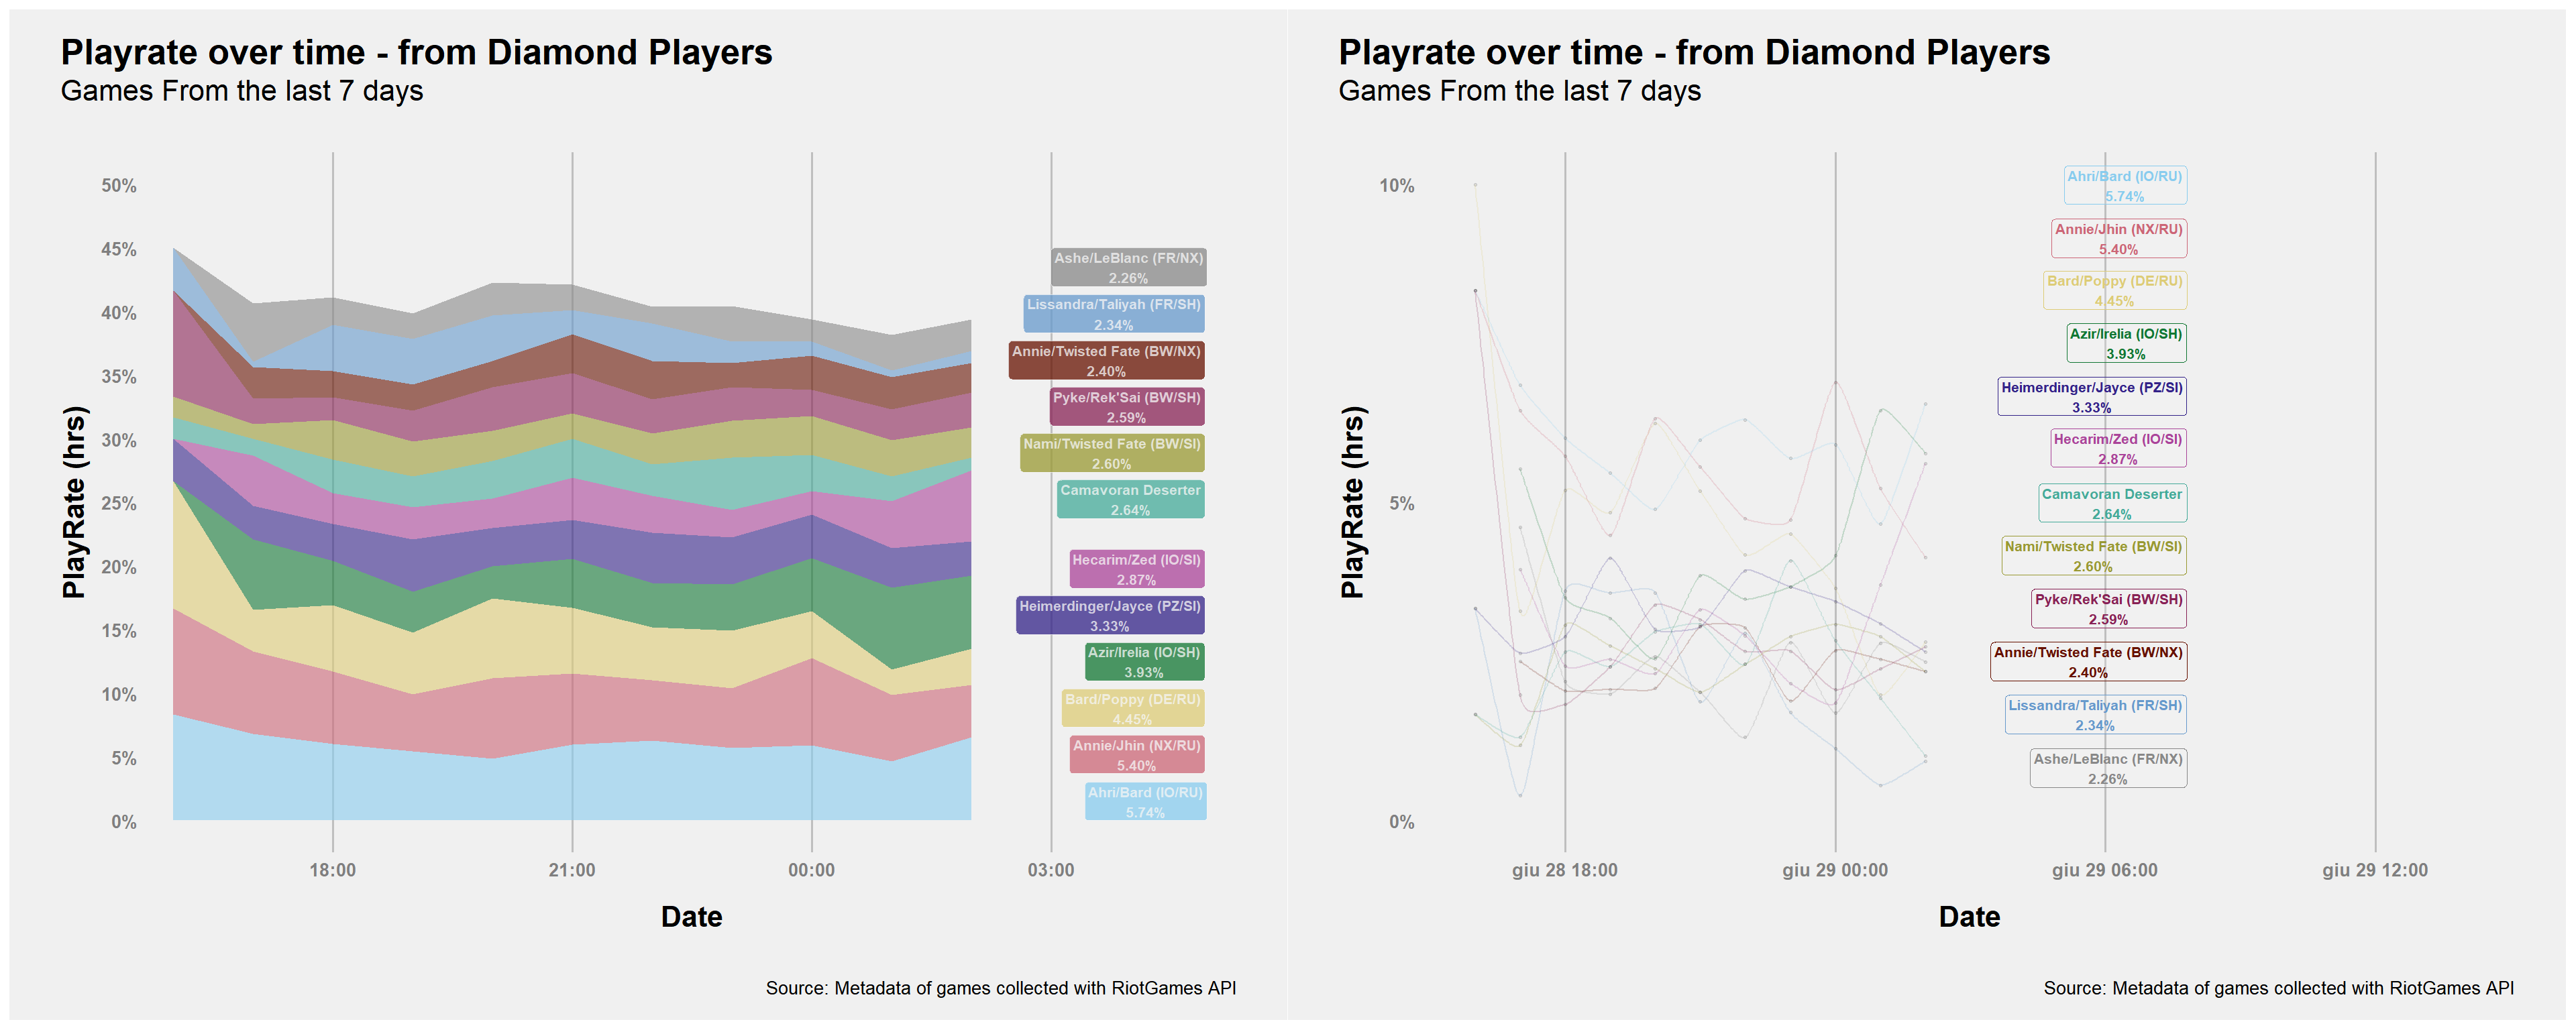 Playrate over time - from Diamond Players
Games From the last 7 days
PlayRate (hrs)
50%
45%
40%
35%
30%
25%
20%
15%
10%
5%
0%
Ashe/LeBlanc (FR/NX)
2.26%
Lissandra/Taliyah (FR/SH)
2.34%
Annie/Twisted Fate (BW/NX)
2.40%
Pyke/Rek'Sai (BW/SH)
2.59%
Nami/Twisted Fate (BW/SI)
2.60%
Camavoran Deserter
2.64%
Hecarim/Zed (IO/SI)
2.87%
Heimerdinger/Jayce (PZ/SI)
3.33%
Azir/Irelia (IO/SH)
3.93%
Bard/Poppy (DE/RU)
4.45%
Annie/Jhin (NX/RU)
5.40%
Ahri/Bard (IO/RU)
5.74%
18:00
21:00
00:00
03:00
Date
Source: Metadata of games collected with RiotGames API
Playrate over time - from Diamond Players
Games From the last 7 days
PlayRate (hrs)
10%
5%
0%
Ahri/Bard (IO/RU)
5.74%
Annie/Jhin (NX/RU)
5.40%
Bard/Poppy (DE/RU)
4.45%
Azir/Irelia (IO/SH)
3.93%
Heimerdinger/Jayce (PZ/SI)
3.33%
Hecarim/Zed (IO/SI)
2.87%
Camavoran Deserter
2.64%
Nami/Twisted Fate (BW/SI)
2.60%
Pyke/Rek'Sai (BW/SH)
2.59%
Annie/Twisted Fate (BW/NX)
2.40%
Lissandra/Taliyah (FR/SH)
2.34%
Ashe/LeBlanc (FR/NX)
2.26%
giu 28 18:00
giu 29 00:00
giu 29 06:00
giu 29 12:00
Date
Source: Metadata of games collected with RiotGames API